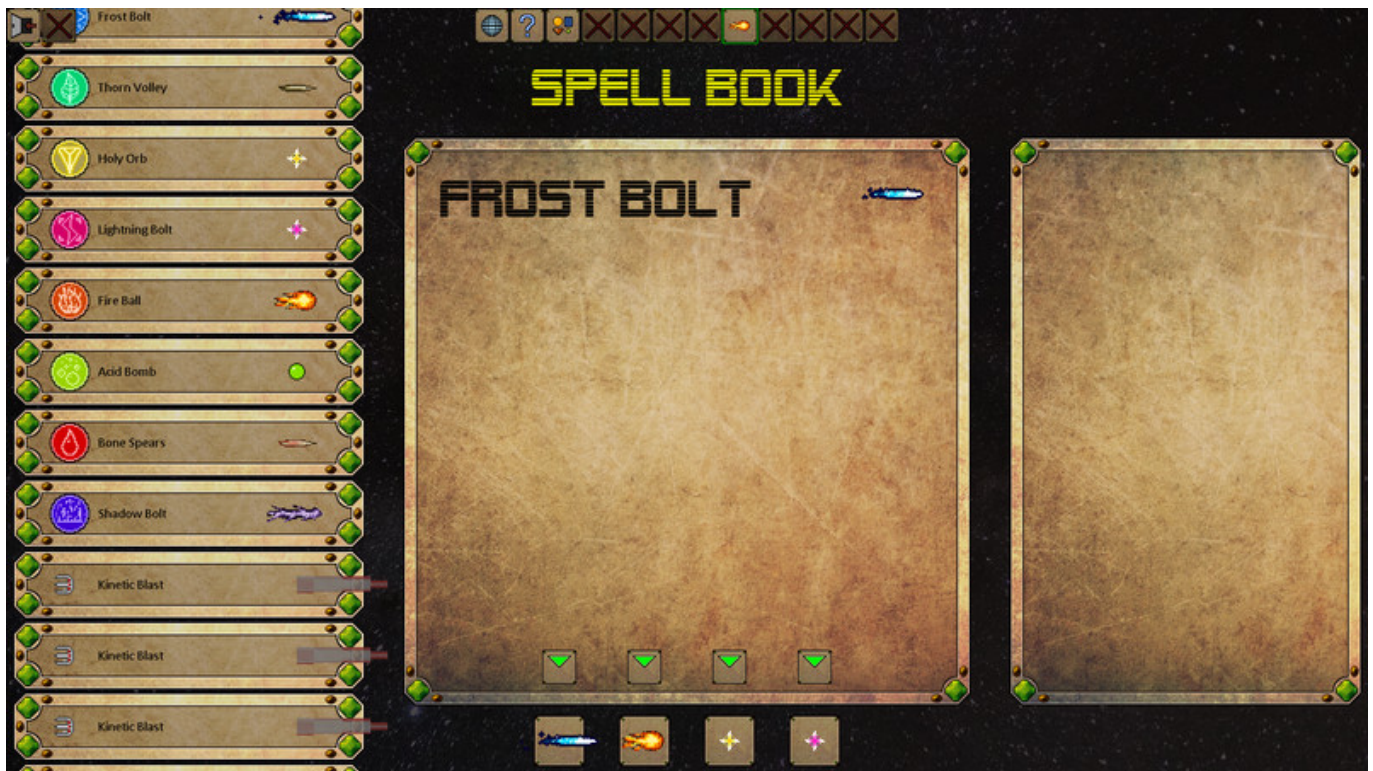 Frost Bolt
Thorn Volley
Holy Orb
Lightning Bolt
Fire Ball
Acid Bomb
Bone Spears
Shadow Bolt
Kinetic Blast
Kinetic Blast
Kinetic Blast
?
SPELL BOOK
FROST BOLT